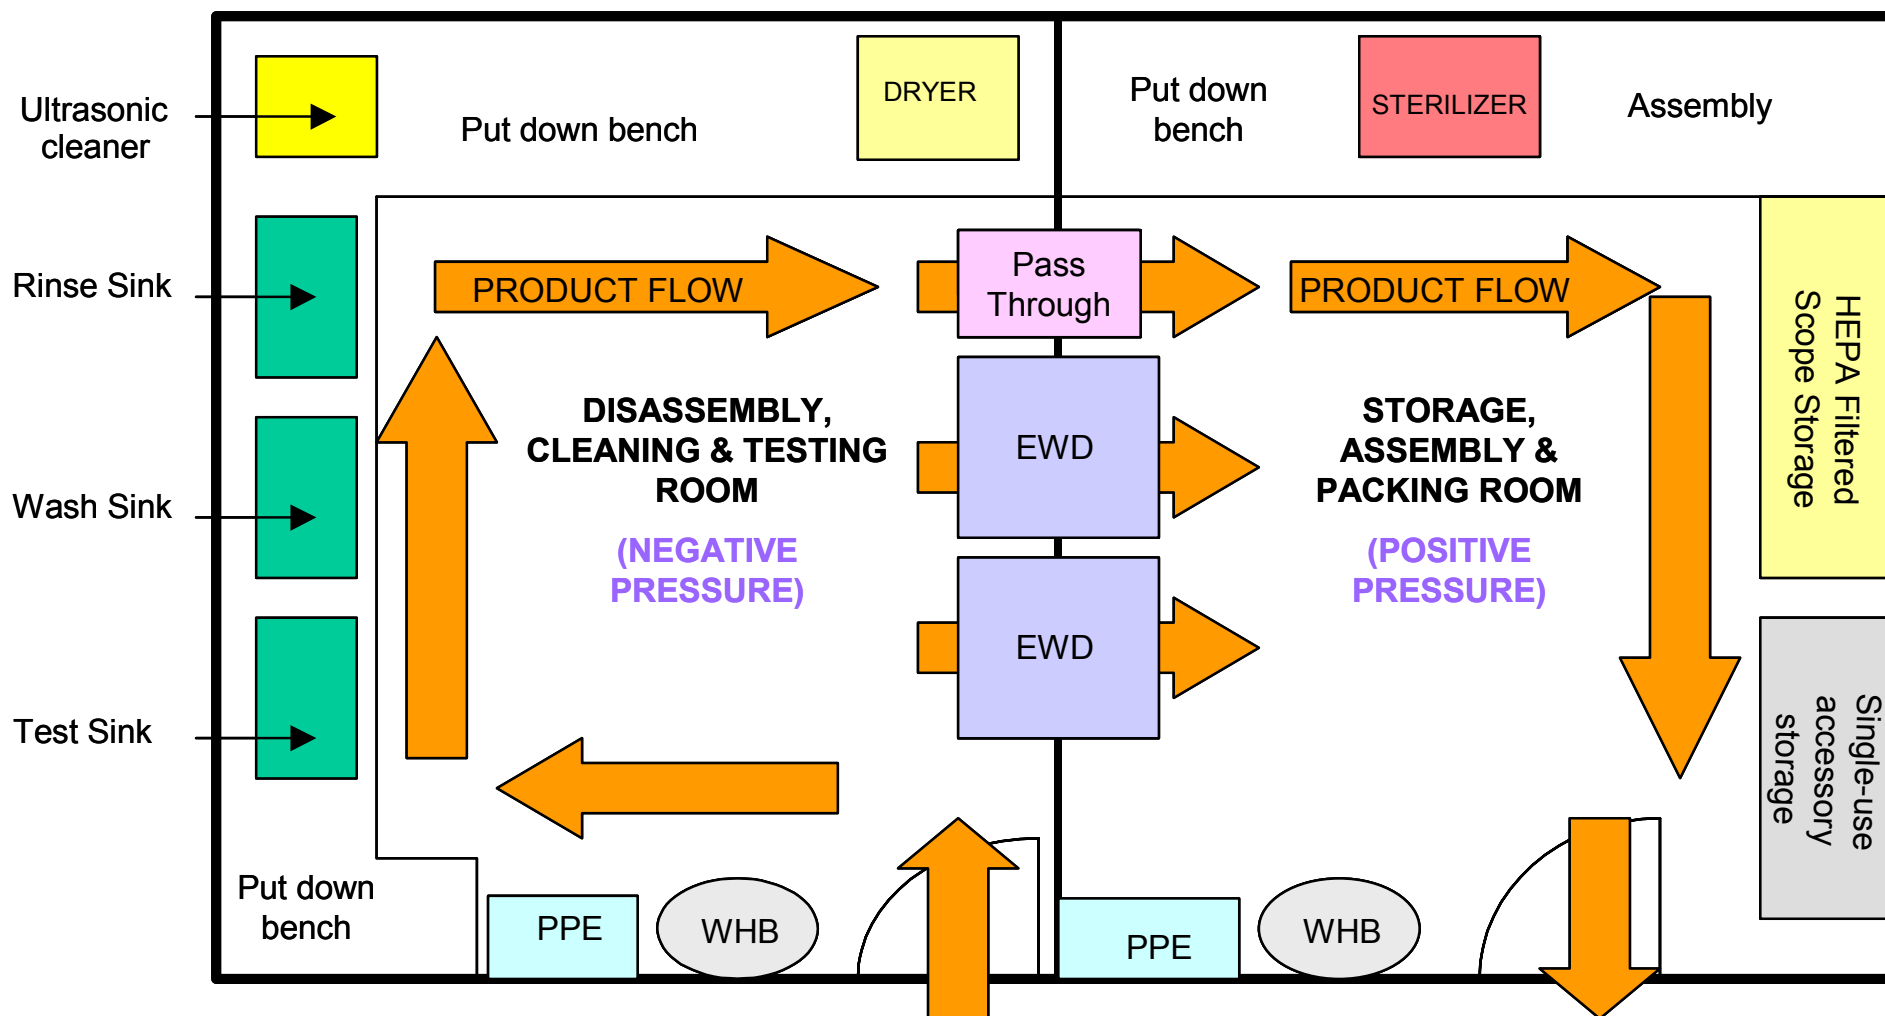 Ultrasonic
cleaner
Rinse Sink
Wash Sink
Test Sink
Put down bench
DRYER
PRODUCT FLOW
DISASSEMBLY,
CLEANING & TESTING
ROOM
(NEGATIVE
PRESSURE)
Put down
bench
PPE
WHB
Pass
Through
EWD
EWD
Put down
bench
STERILIZER
Assembly
PRODUCT FLOW
STORAGE,
ASSEMBLY &
PACKING ROOM
(POSITIVE
PRESSURE)
PPE
WHB
HEPA Filtered
Scope Storage
Single-use
accessory
storage